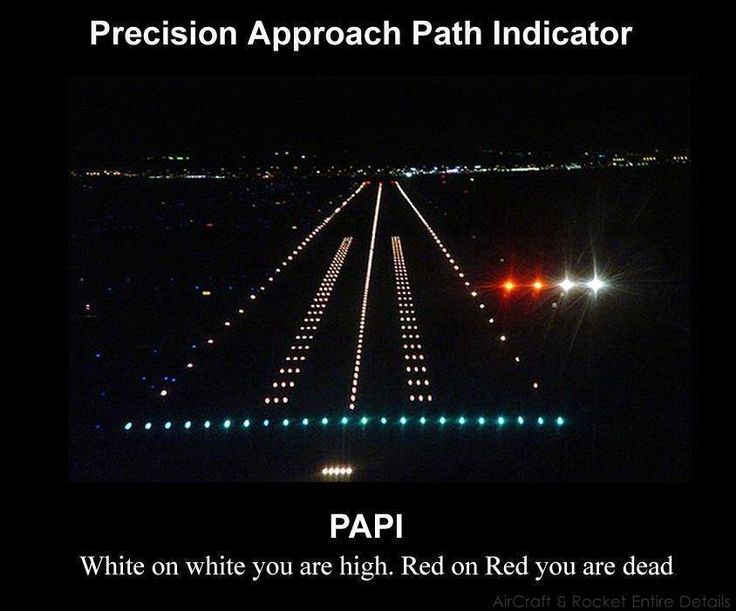 Precision Approach Path Indicator
PAPI
White on white you are high. Red on Red you are dead
AirCraft & Rocket Entire Details